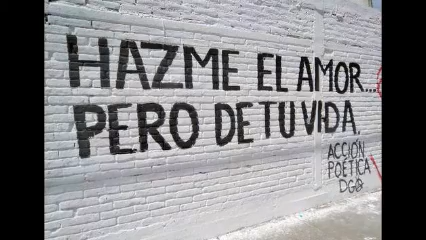 HAZME EL AMOR...
PERO DE TU VIDA.
ACCIÓN
POÉTICA
DGO